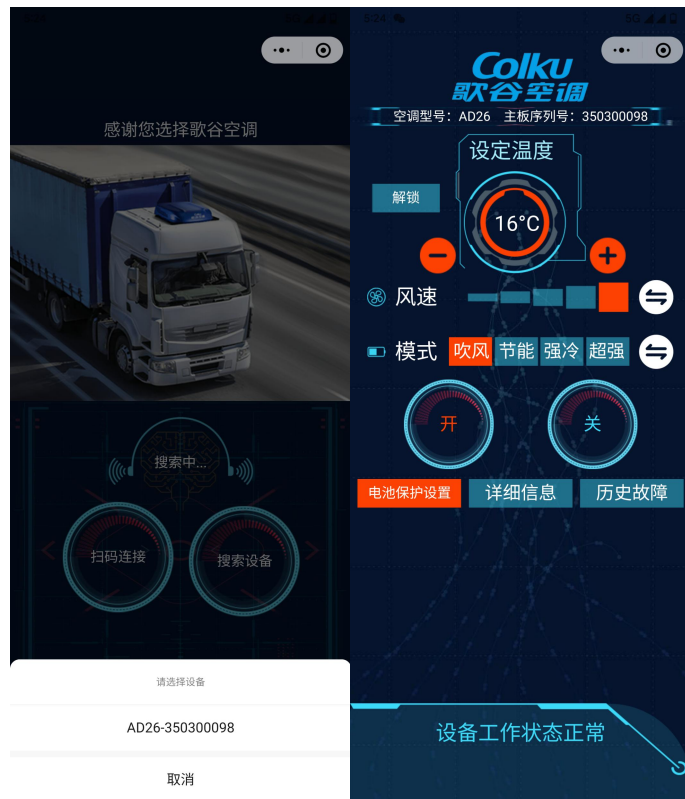 感谢您选择歌谷空调
搜索中...
扫码连接
搜索设备
请选择设备
AD26-350300098
取消
5:24
5G
Colku
歌谷空调
空调型号: AD26 主板序列号: 350300098
设定温度
解锁
16°C
风速
模式 吹风 节能 强冷 超强
开 关
电池保护设置 详细信息 历史故障
设备工作状态正常